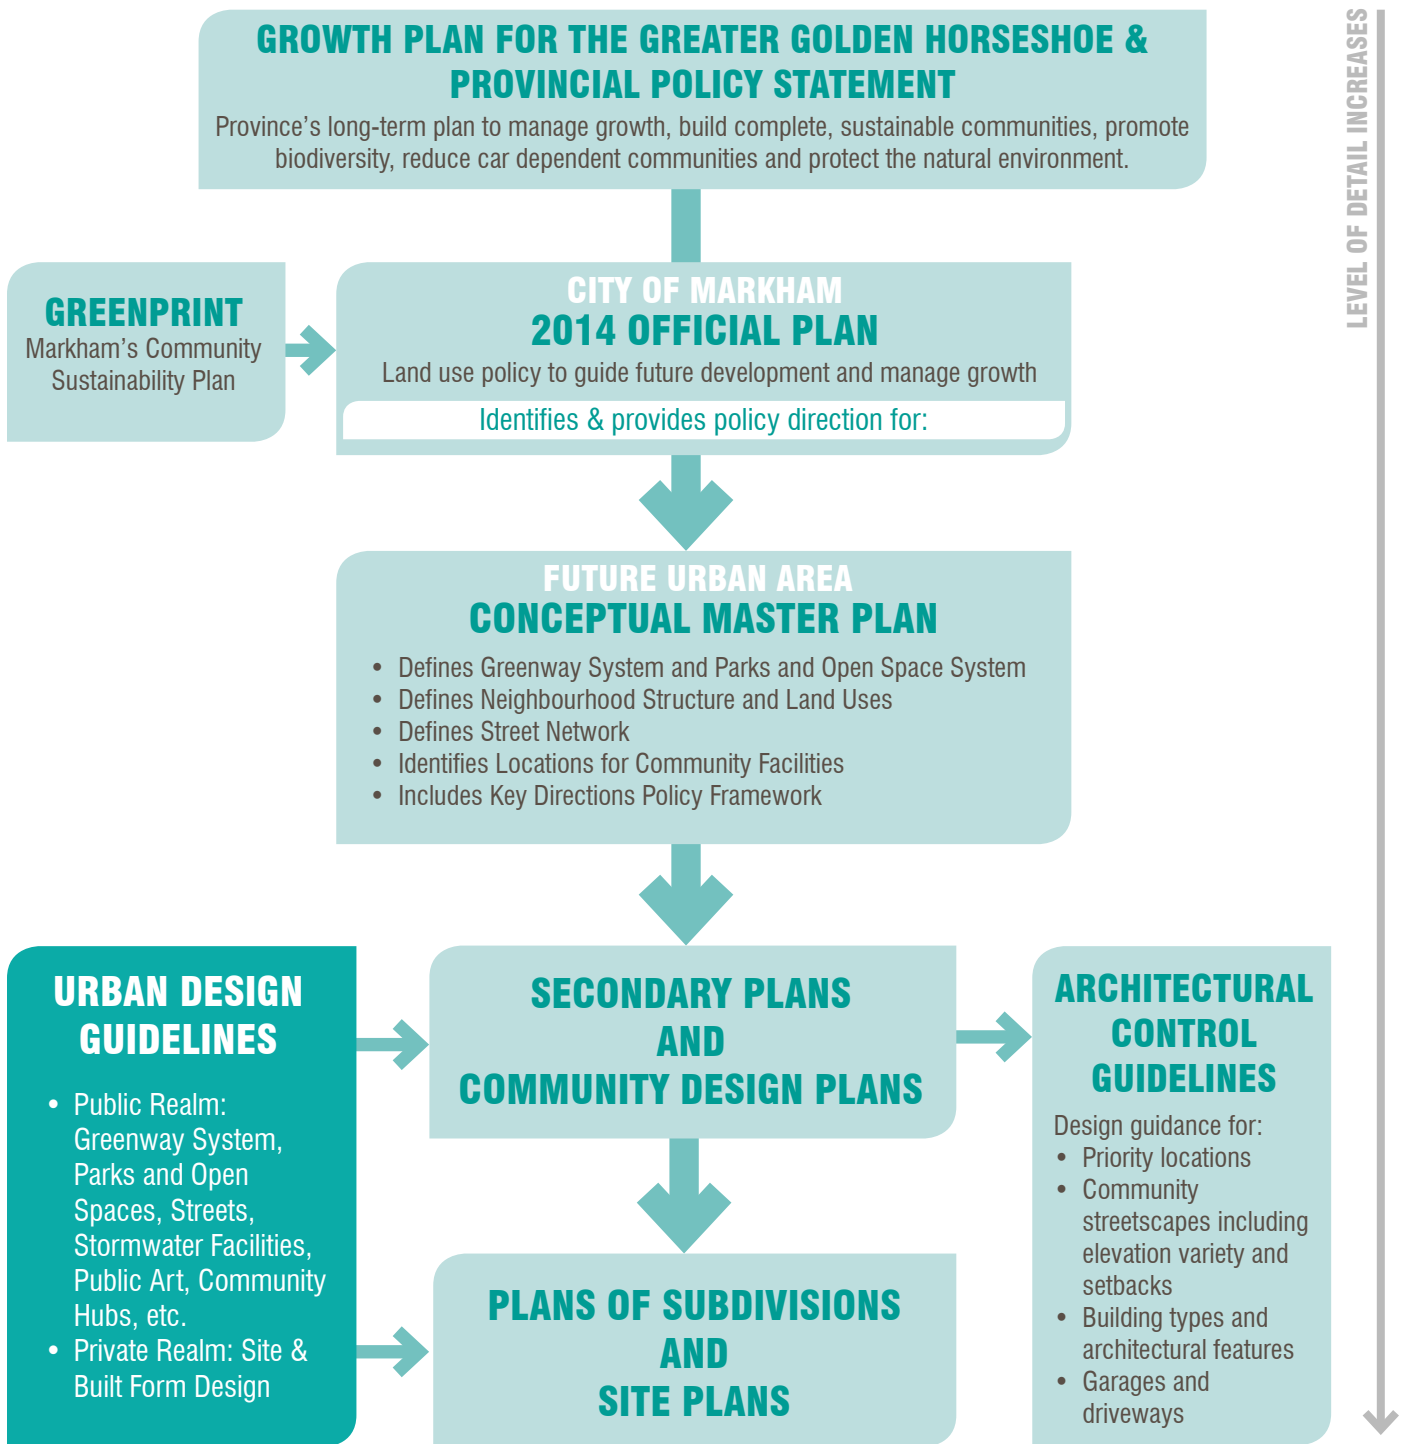 GROWTH PLAN FOR THE GREATER GOLDEN HORSESHOE &
PROVINCIAL POLICY STATEMENT
Province's long-term plan to manage growth, build complete, sustainable communities, promote
biodiversity, reduce car dependent communities and protect the natural environment.
LEVEL OF DETAIL INCREASES
GREENPRINT
Markham's Community
Sustainability Plan
CITY OF MARKHAM
2014 OFFICIAL PLAN
Land use policy to guide future development and manage growth
Identifies & provides policy direction for:
FUTURE URBAN AREA
CONCEPTUAL MASTER PLAN
• Defines Greenway System and Parks and Open Space System
• Defines Neighbourhood Structure and Land Uses
• Defines Street Network
• Identifies Locations for Community Facilities
• Includes Key Directions Policy Framework
URBAN DESIGN
GUIDELINES
• Public Realm:
Greenway System,
Parks and Open
Spaces, Streets,
Stormwater Facilities,
Public Art, Community
Hubs, etc.
• Private Realm: Site &
Built Form Design
SECONDARY PLANS
AND
COMMUNITY DESIGN PLANS
PLANS OF SUBDIVISIONS
AND
SITE PLANS
ARCHITECTURAL
CONTROL
GUIDELINES
Design guidance for:
• Priority locations
• Community
streetscapes including
elevation variety and
setbacks
• Building types and
architectural features
• Garages and
driveways